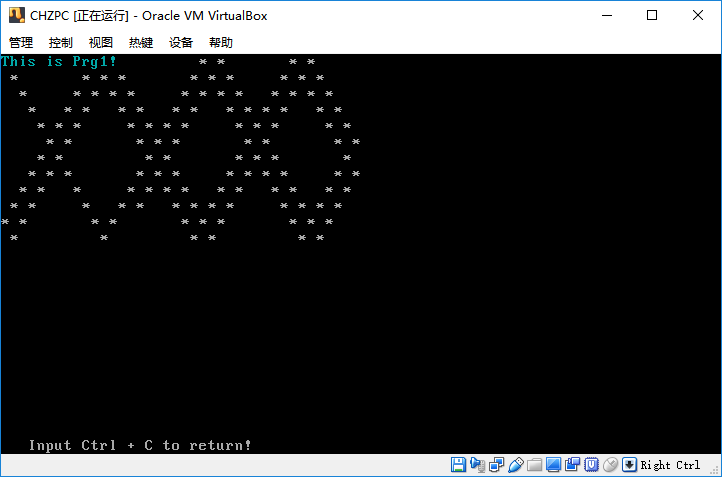 CHZPC [正在运行] - Oracle VM VirtualBox
管理 控制 视图 热键 设备 帮助
This is Prg1!         * *       * *
 *       * * *       * * *     * * *
  *     * * * *     * * * *   * * * *
   *   * *   * *   * *   * * * *   * *
    * * *     * * * *     * * *     * *
     * *       * * *       * *       * *
    * *         * *       * * *       *
   * * *       * * *     * * * *     * *
  * *   *     * * * *   * *   * *   * *
 * *     *   * *   * * * *     * * * *
* *       * *       * * *       * * *
 *         *         * *         * *
Input Ctrl + C to return!
Right Ctrl